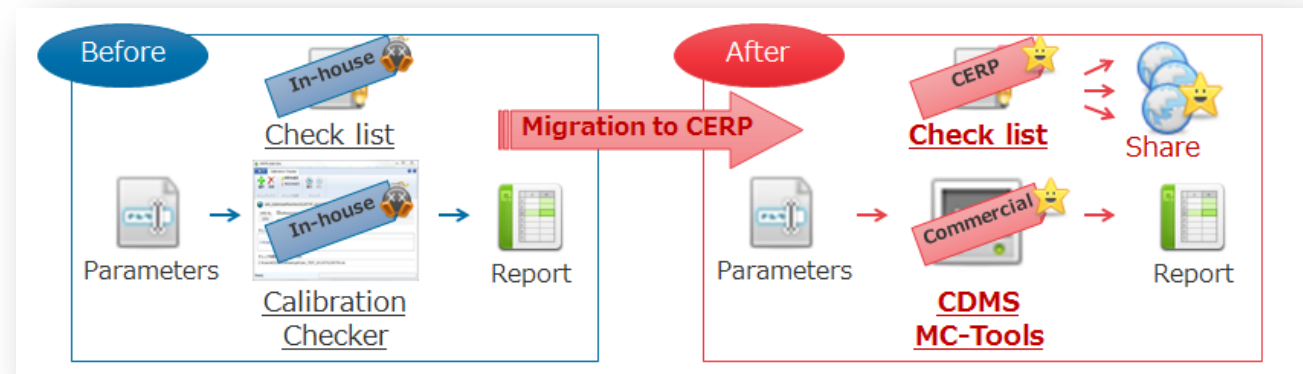 Before
In-house
Check list
Parameters
In-house
Calibration
Checker
Report
Migration to CERP
After
CERP
Check list
Share
Parameters
Commercial
CDMS
MC-Tools
Report